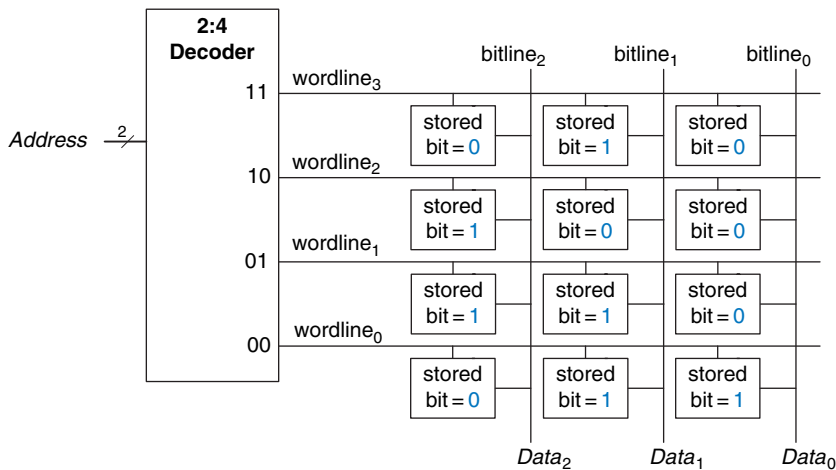 2:4
Decoder
bitline₂ bitline₁ bitline₀
wordline₃
11
Address 2
stored stored stored
bit = 0 bit = 1 bit = 0
wordline₂
10
stored stored stored
bit = 1 bit = 0 bit = 0
wordline₁
01
stored stored stored
bit = 1 bit = 1 bit = 0
wordline₀
00
stored stored stored
bit = 0 bit = 1 bit = 1
Data₂ Data₁ Data₀